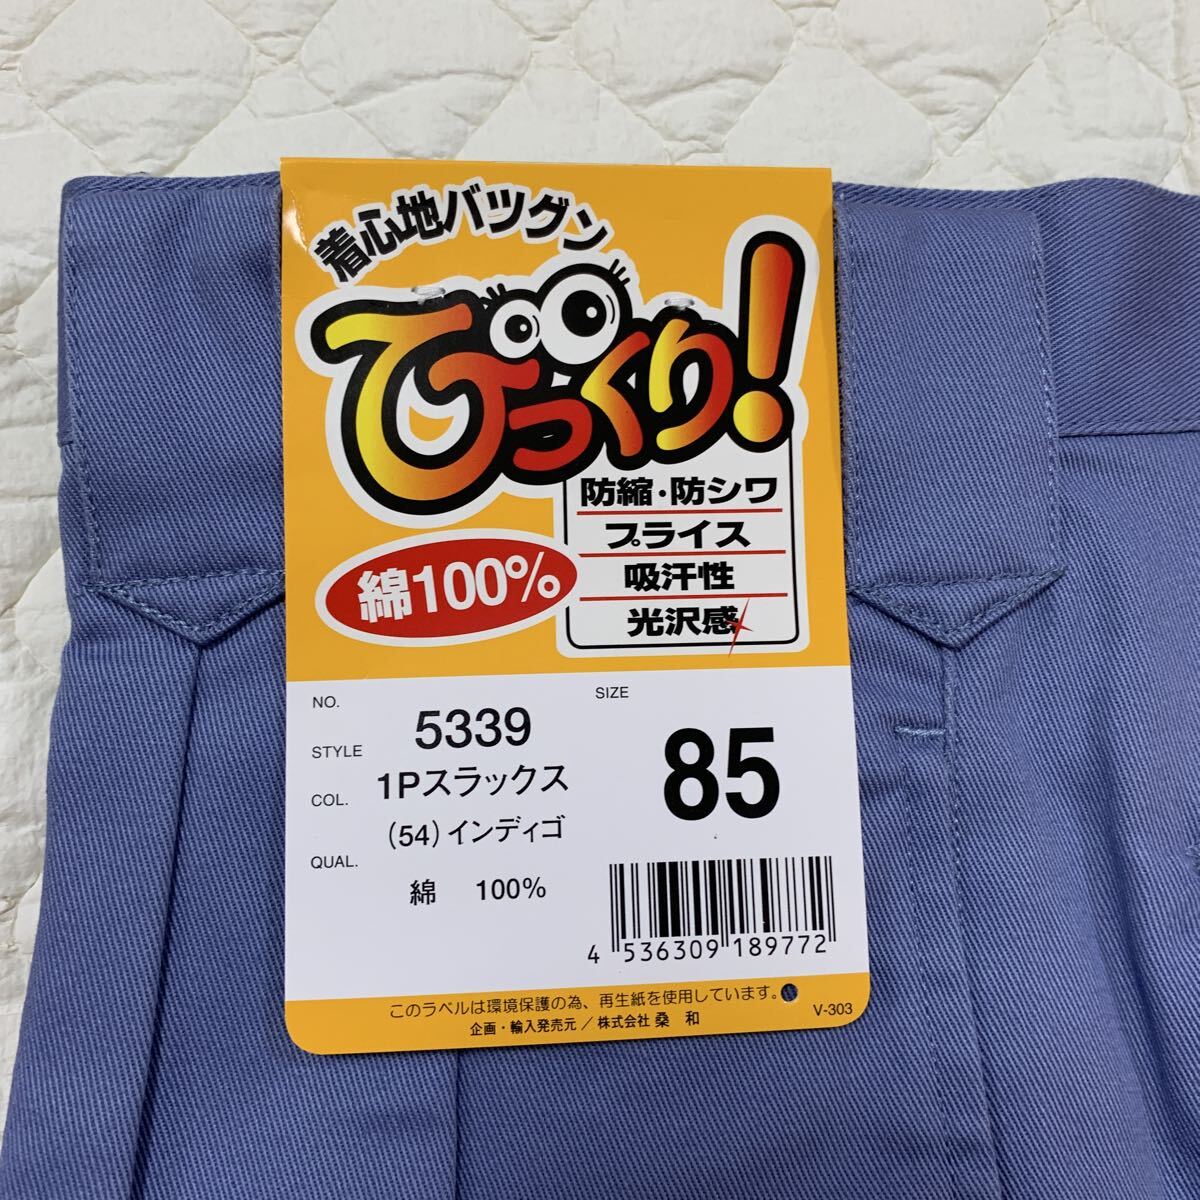 着心地バツグン
びっくり!
防縮・防シワ
プライス
吸汗性
光沢感
綿100%
NO. 5339
SIZE 85
STYLE 1Pスラックス
COL. (54)インディゴ
QUAL. 綿 100%
4 536309 189772
このラベルは環境保護の為、再生紙を使用しています。
企画・輸入発売元／株式会社 桑 和
V-303